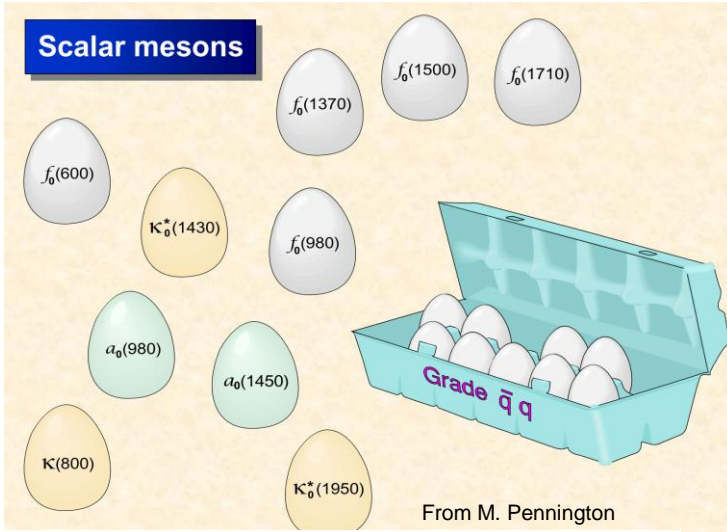 Scalar mesons
f₀(1500)
f₀(1710)
f₀(1370)
f₀(600)
κ₀*(1430)
f₀(980)
a₀(980)
a₀(1450)
Grade q̄ q
κ(800)
κ₀*(1950)
From M. Pennington